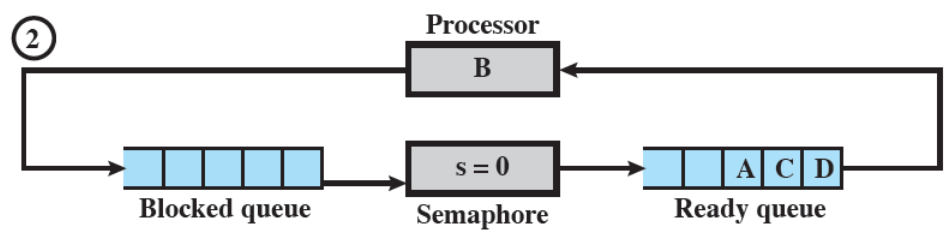 2
Processor
B
s = 0
A C D
Blocked queue
Semaphore
Ready queue